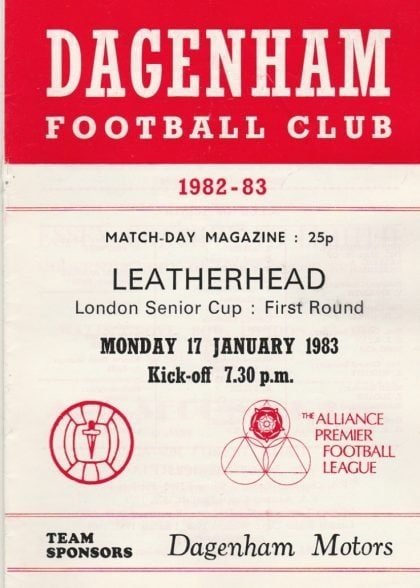 DAGENHAM
FOOTBALL CLUB
1982-83
MATCH-DAY MAGAZINE : 25p
LEATHERHEAD
London Senior Cup : First Round
MONDAY 17 JANUARY 1983
Kick-off 7.30 p.m.
THE ALLIANCE
PREMIER
FOOTBALL
LEAGUE
TEAM
SPONSORS
Dagenham Motors